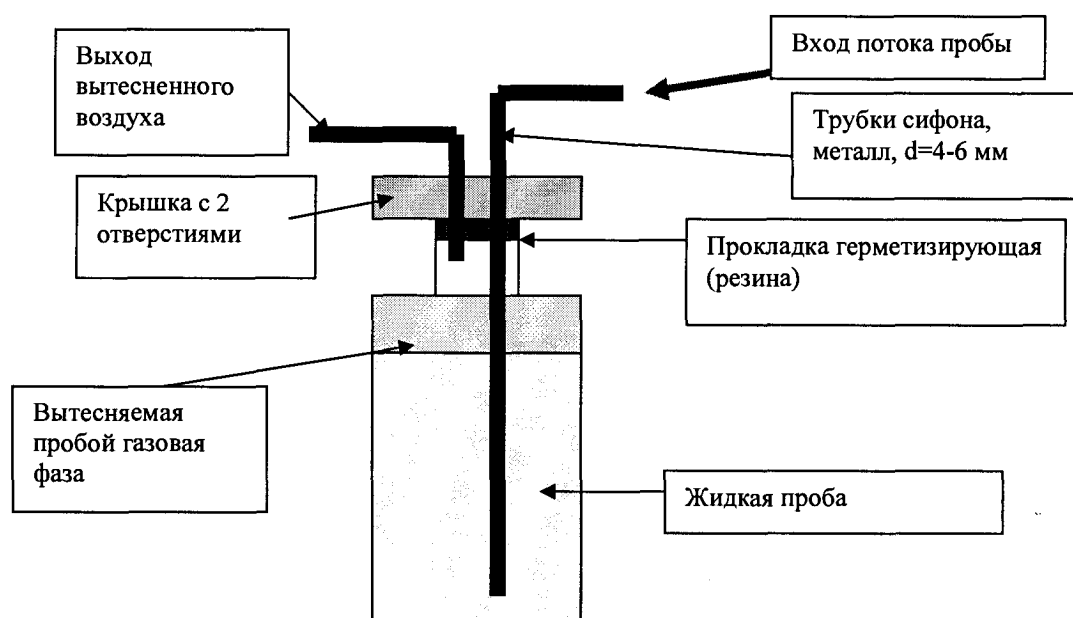 Выход
вытесненного
воздуха
Вход потока пробы
Трубки сифона,
металл, d=4-6 мм
Крышка с 2
отверстиями
Прокладка герметизирующая
(резина)
Вытесняемая
пробой газовая
фаза
Жидкая проба